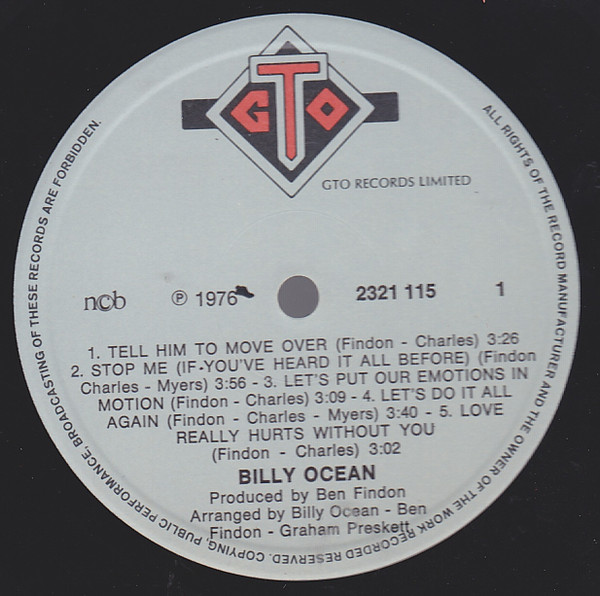 GTO
GTO RECORDS LIMITED
ncb
℗ 1976
2321 115
1
1. TELL HIM TO MOVE OVER (Findon - Charles) 3:26
2. STOP ME (IF-YOU'VE HEARD IT ALL BEFORE) (Findon
Charles - Myers) 3:56 - 3. LET'S PUT OUR EMOTIONS IN
MOTION (Findon - Charles) 3:09 - 4. LET'S DO IT ALL
AGAIN (Findon - Charles - Myers) 3:40 - 5. LOVE
REALLY HURTS WITHOUT YOU
(Findon - Charles) 3:02
BILLY OCEAN
Produced by Ben Findon
Arranged by Billy Ocean - Ben
Findon - Graham Preskett
ALL RIGHTS OF THE RECORD MANUFACTURER AND THE OWNER OF THE WORK RECORDED RESERVED. COPYING, PUBLIC PERFORMANCE, BROADCASTING OF THESE RECORDS ARE FORBIDDEN.